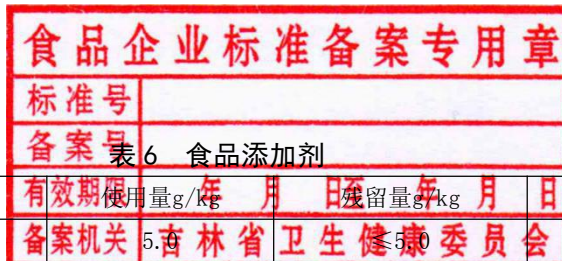 食品企业标准备案专用章
标准号
备案号
表6 食品添加剂
有效期限 年 月 日至 年 月 日
使用量g/kg 残留量g/kg
备案机关 吉林省卫生健康委员会
5.0 ≤5.0